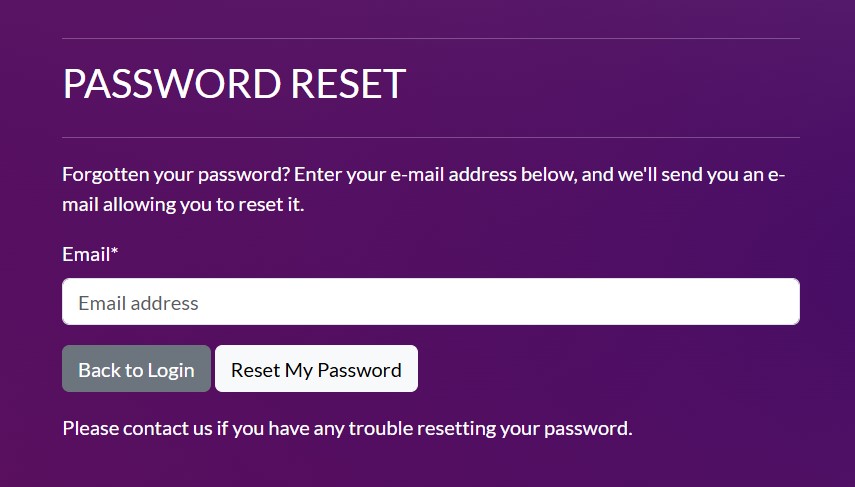 PASSWORD RESET
Forgotten your password? Enter your e-mail address below, and we'll send you an e-
mail allowing you to reset it.
Email*
Email address
Back to Login Reset My Password
Please contact us if you have any trouble resetting your password.